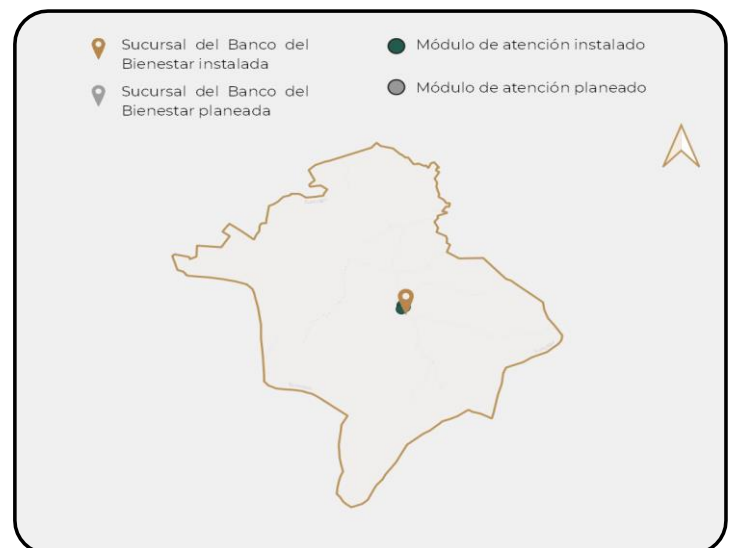 Sucursal del Banco del
Bienestar instalada
Sucursal del Banco del
Bienestar planeada
Módulo de atención instalado
Módulo de atención planeado